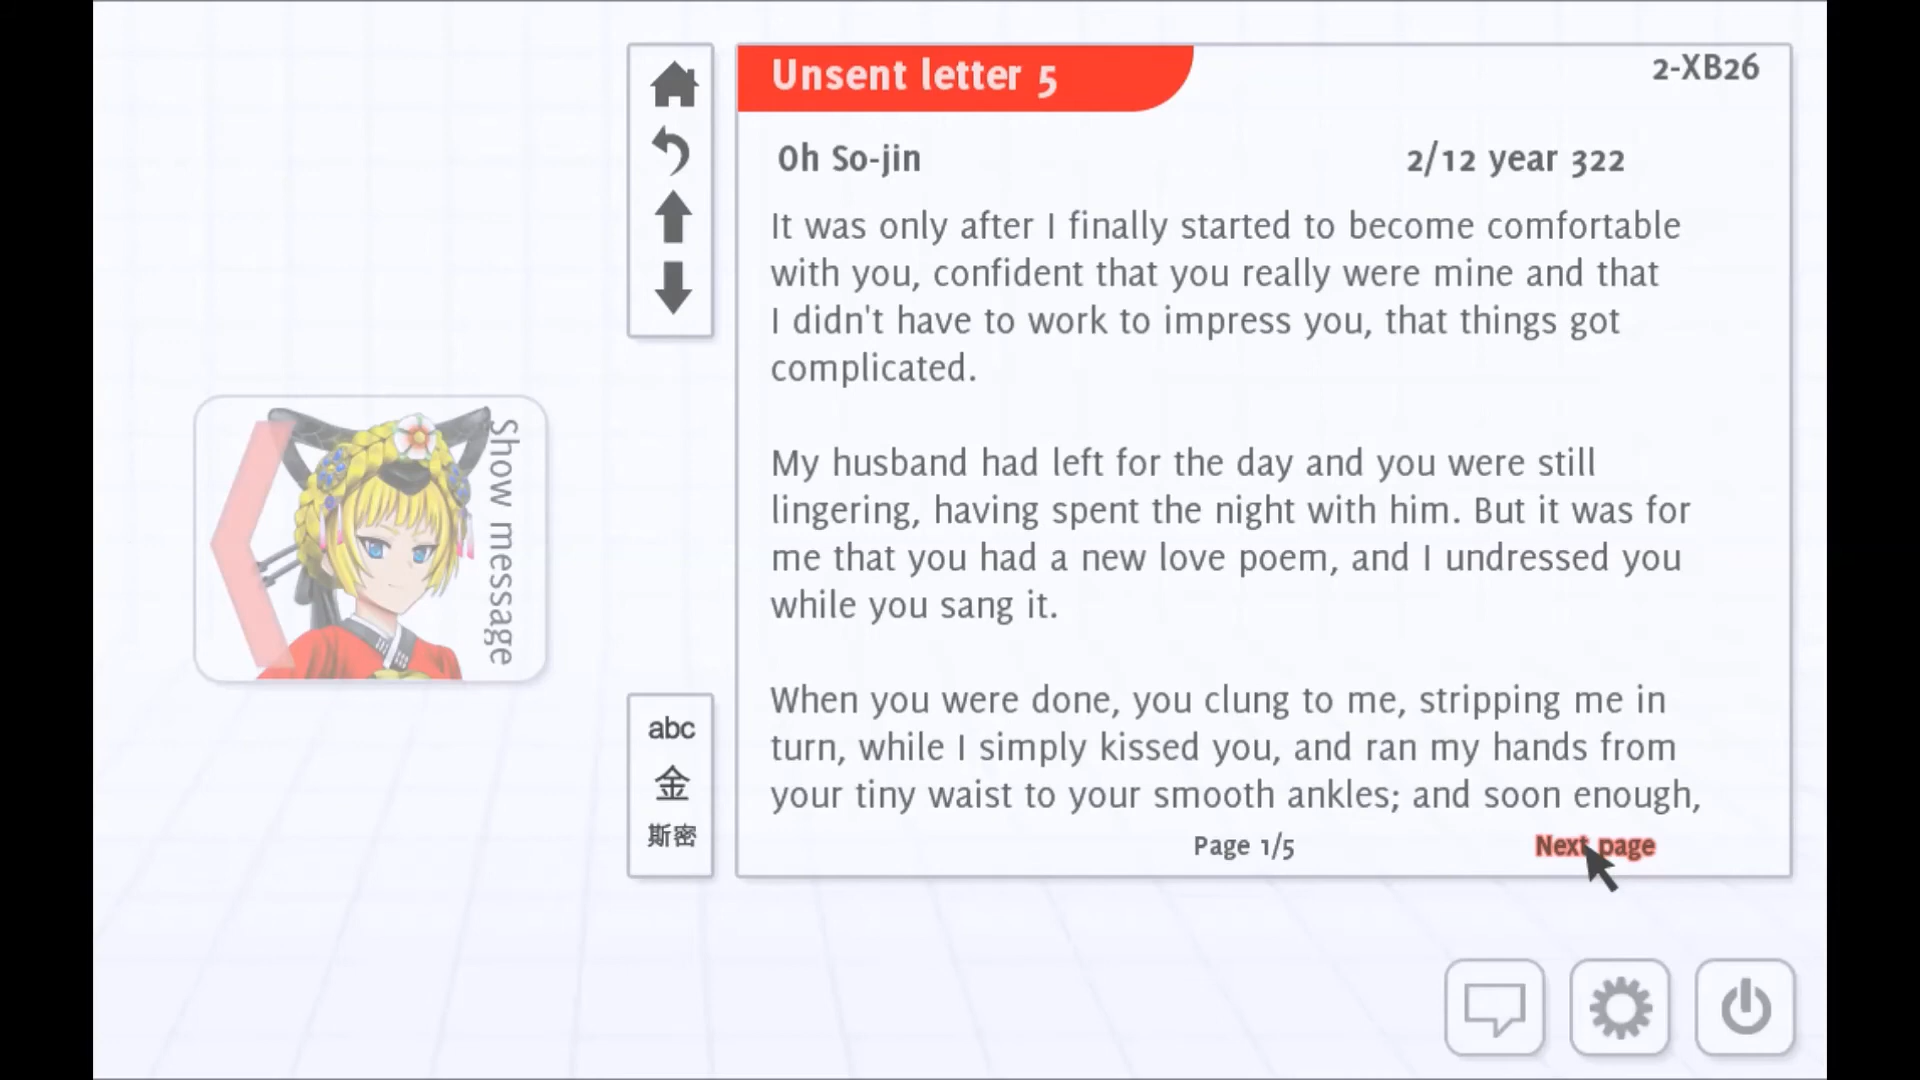 Unsent letter 5
2-XB26
Oh So-jin
2/12 year 322
It was only after I finally started to become comfortable
with you, confident that you really were mine and that
I didn't have to work to impress you, that things got
complicated.
My husband had left for the day and you were still
lingering, having spent the night with him. But it was for
me that you had a new love poem, and I undressed you
while you sang it.
When you were done, you clung to me, stripping me in
turn, while I simply kissed you, and ran my hands from
your tiny waist to your smooth ankles; and soon enough,
Page 1/5
Next page
Show message
abc
金
斯密